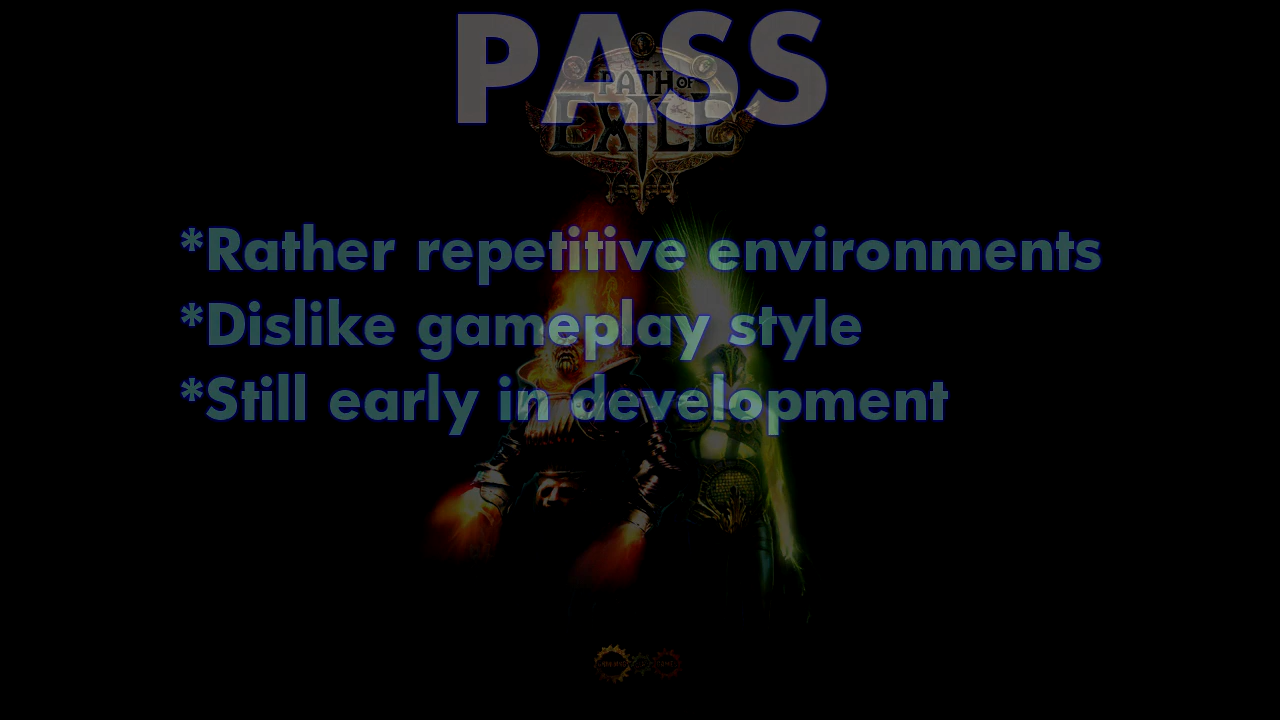 PASS
PATH OF
EXILE
*Rather repetitive environments
*Dislike gameplay style
*Still early in development